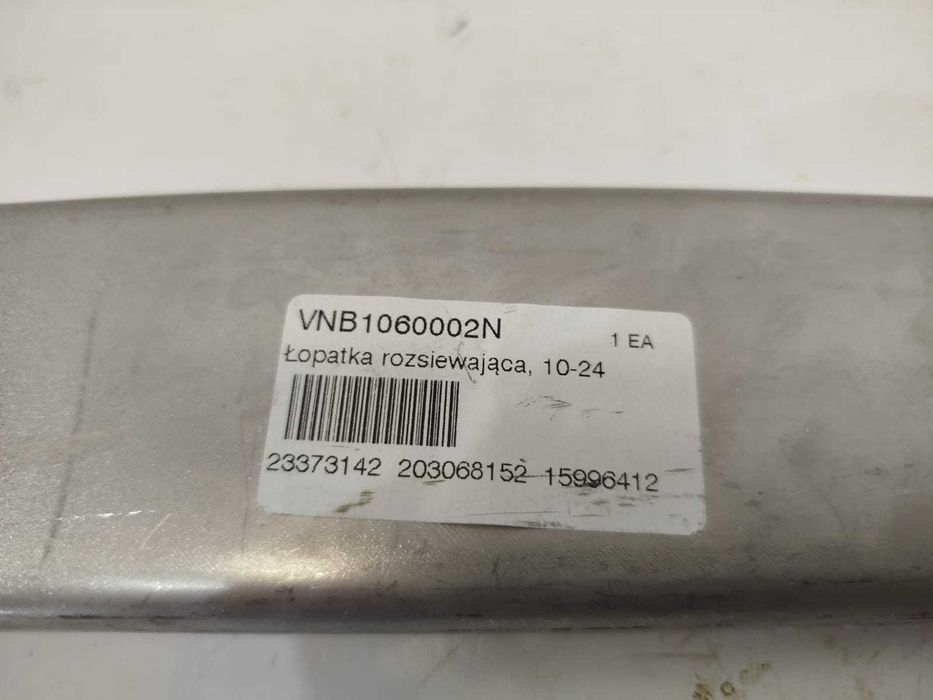 VNB1060002N
1 EA
Łopatka rozsiewająca, 10-24
23373142 203068152 15996412